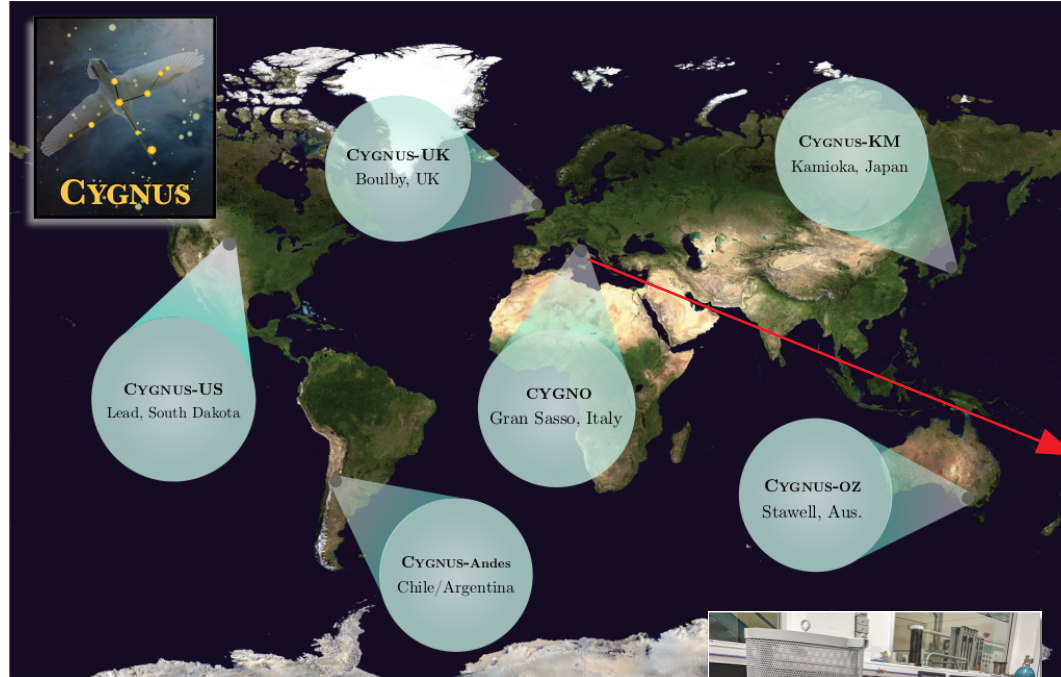 CYGNUS
CYGNUS-UK
Boulby, UK
CYGNUS-KM
Kamioka, Japan
CYGNUS-US
Lead, South Dakota
CYGNO
Gran Sasso, Italy
CYGNUS-OZ
Stawell, Aus.
CYGNUS-Andes
Chile/Argentina